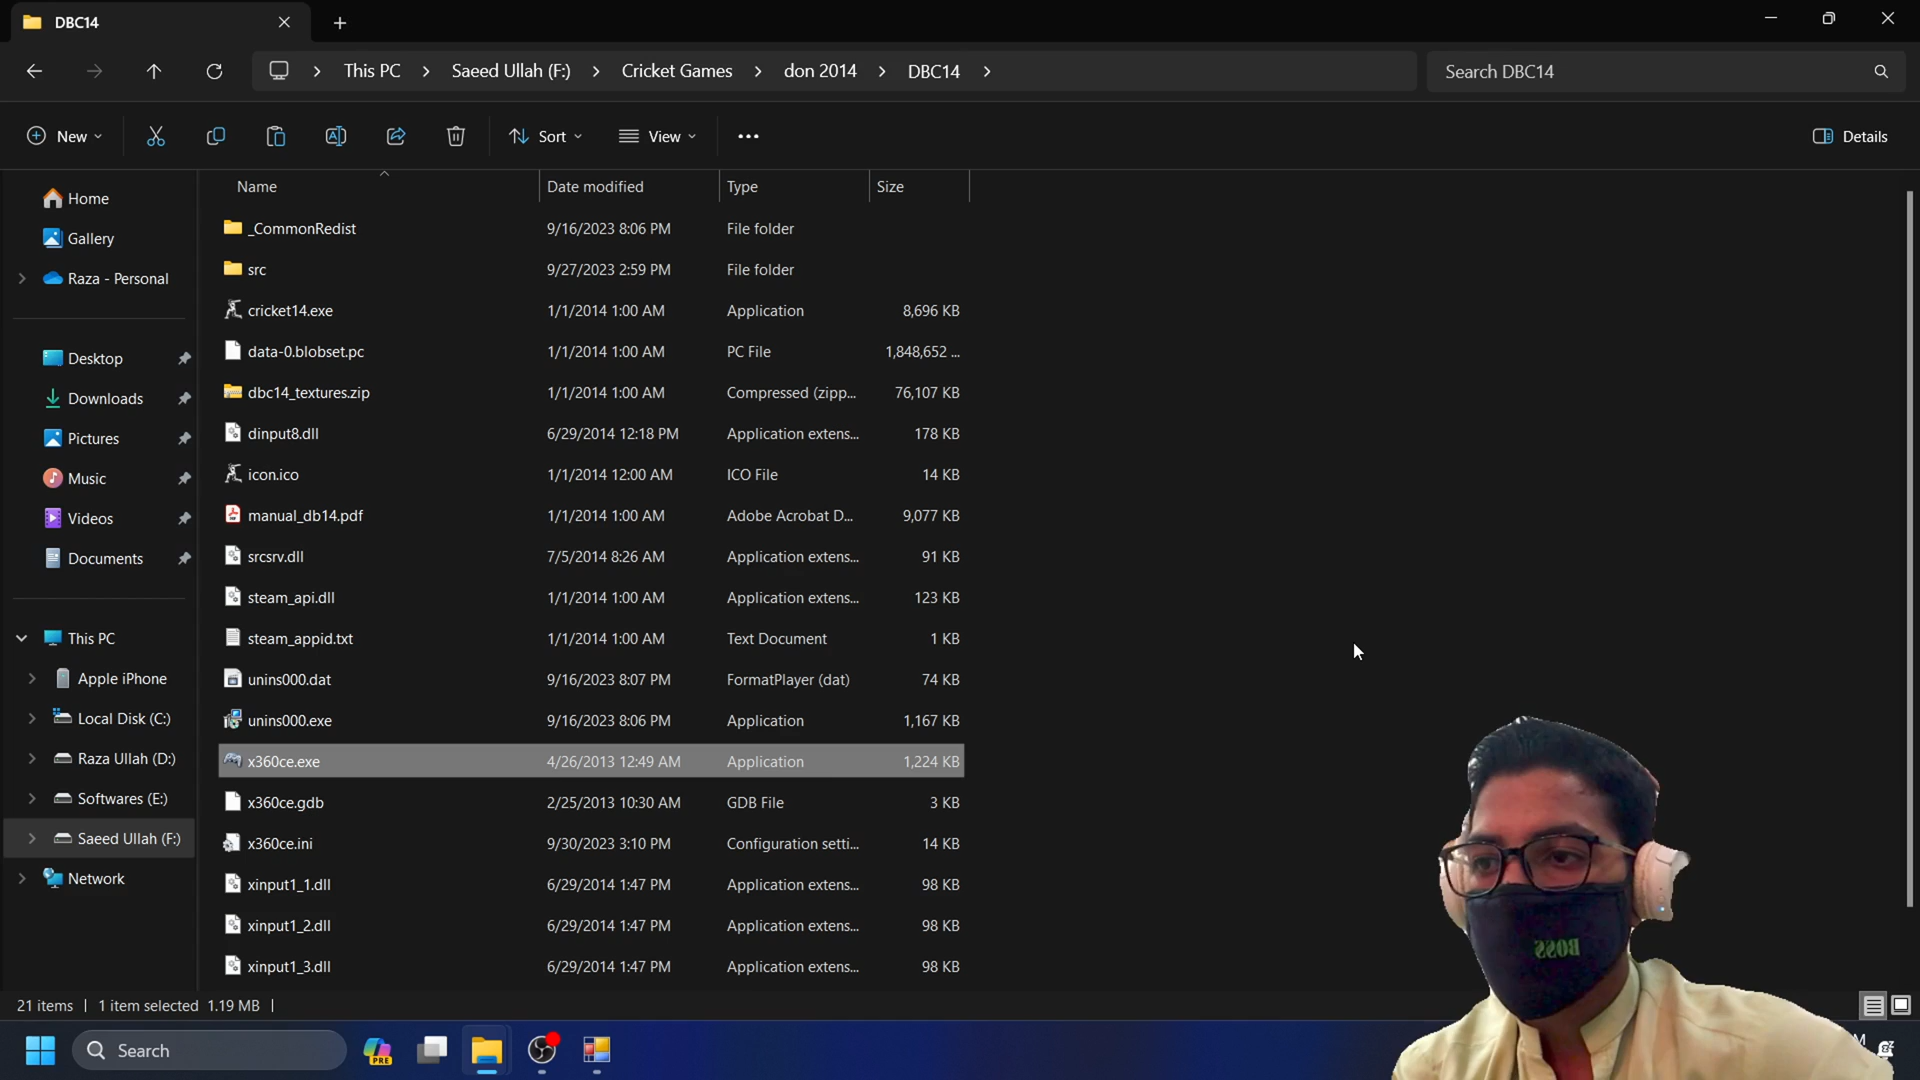 DBC14
This PC > Saeed Ullah (F:) > Cricket Games > don 2014 > DBC14 >
Search DBC14
New
Sort
View
Details
Name Date modified Type Size
_CommonRedist 9/16/2023 8:06 PM File folder
src 9/27/2023 2:59 PM File folder
cricket14.exe 1/1/2014 1:00 AM Application 8,696 KB
data-0.blobset.pc 1/1/2014 1:00 AM PC File 1,848,652 ...
dbc14_textures.zip 1/1/2014 1:00 AM Compressed (zipp... 76,107 KB
dinput8.dll 6/29/2014 12:18 PM Application extens... 178 KB
icon.ico 1/1/2014 12:00 AM ICO File 14 KB
manual_db14.pdf 1/1/2014 1:00 AM Adobe Acrobat D... 9,077 KB
srcsrv.dll 7/5/2014 8:26 AM Application extens... 91 KB
steam_api.dll 1/1/2014 1:00 AM Application extens... 123 KB
steam_appid.txt 1/1/2014 1:00 AM Text Document 1 KB
unins000.dat 9/16/2023 8:07 PM FormatPlayer (dat) 74 KB
unins000.exe 9/16/2023 8:06 PM Application 1,167 KB
x360ce.exe 4/26/2013 12:49 AM Application 1,224 KB
x360ce.gdb 2/25/2013 10:30 AM GDB File 3 KB
x360ce.ini 9/30/2023 3:10 PM Configuration setti... 14 KB
xinput1_1.dll 6/29/2014 1:47 PM Application extens... 98 KB
xinput1_2.dll 6/29/2014 1:47 PM Application extens... 98 KB
xinput1_3.dll 6/29/2014 1:47 PM Application extens... 98 KB
Home
Gallery
Raza - Personal
Desktop
Downloads
Pictures
Music
Videos
Documents
This PC
Apple iPhone
Local Disk (C:)
Raza Ullah (D:)
Softwares (E:)
Saeed Ullah (F:)
Network
BOSS
21 items | 1 item selected 1.19 MB |
Search
PRE